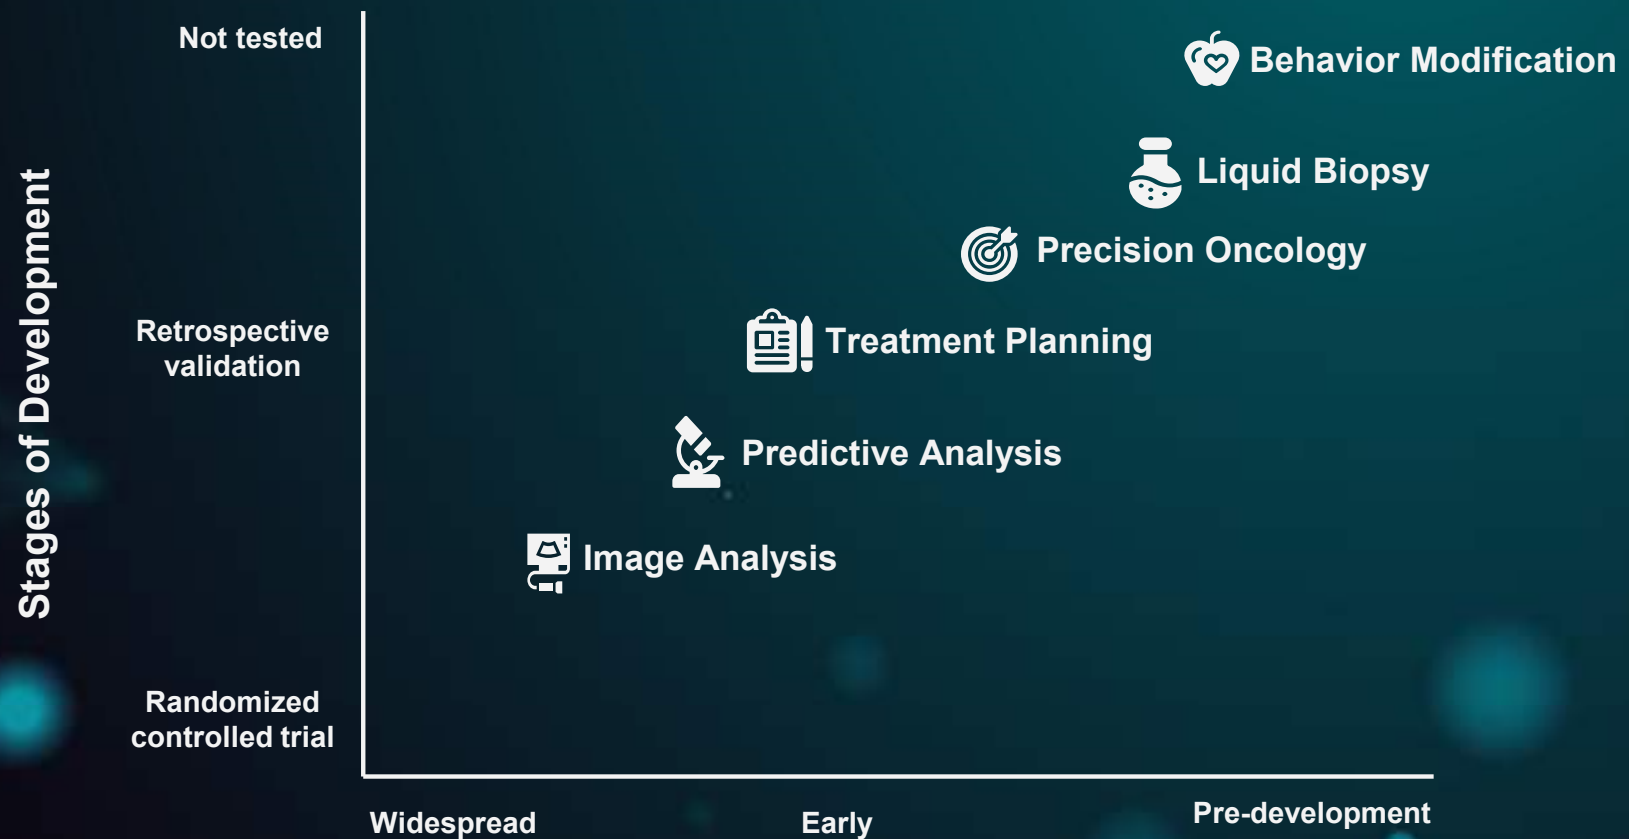 Not tested
Behavior Modification
Liquid Biopsy
Precision Oncology
Retrospective
validation
Treatment Planning
Predictive Analysis
Image Analysis
Stages of Development
Randomized
controlled trial
Widespread
Early
Pre-development